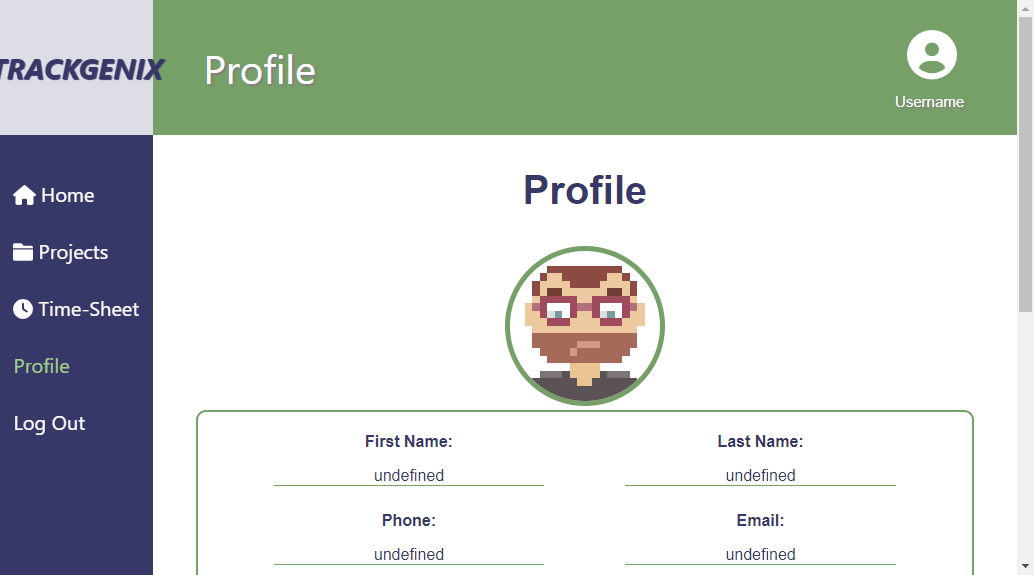 TRACKGENIX
Profile
Username
Home
Projects
Time-Sheet
Profile
Log Out
Profile
First Name:
Last Name:
undefined
undefined
Phone:
Email:
undefined
undefined